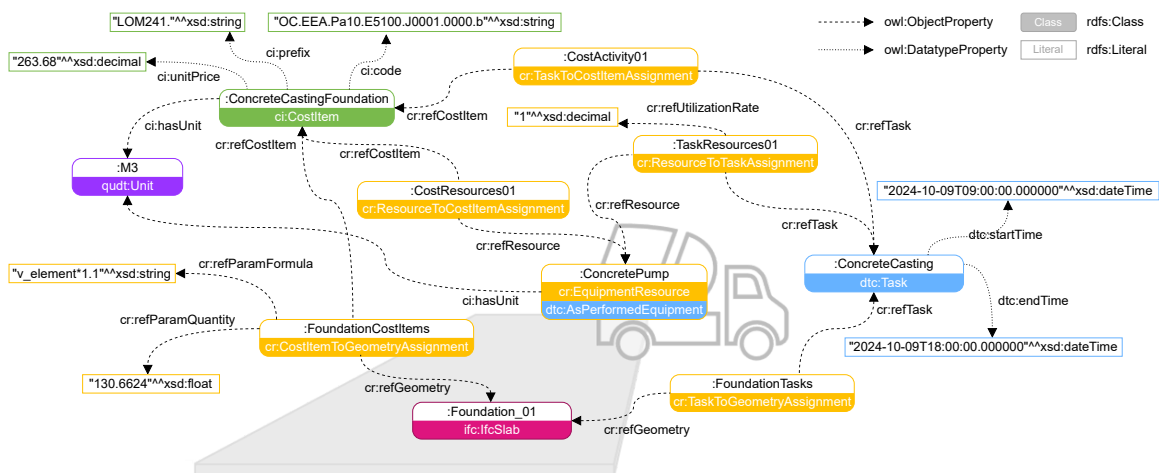 "LOM241."^^xsd:string
"OC.EEA.Pa10.E5100.J0001.0000.b"^^xsd:string
owl:ObjectProperty
Class
rdfs:Class
owl:DatatypeProperty
Literal
rdfs:Literal
ci:prefix
ci:code
"263.68"^^xsd:decimal
ci:unitPrice
:CostActivity01
cr:TaskToCostItemAssignment
:ConcreteCastingFoundation
ci:CostItem
cr:refCostItem
cr:refUtilizationRate
"1"^^xsd:decimal
cr:refTask
ci:hasUnit
cr:refCostItem
cr:refCostItem
:TaskResources01
cr:ResourceToTaskAssignment
:M3
qudt:Unit
:CostResources01
cr:ResourceToCostItemAssignment
cr:refResource
cr:refTask
"2024-10-09T09:00:00.000000"^^xsd:dateTime
dtc:startTime
cr:refResource
cr:refParamFormula
"v_element*1.1"^^xsd:string
:ConcretePump
cr:EquipmentResource
dtc:AsPerformedEquipment
:ConcreteCasting
dtc:Task
ci:hasUnit
dtc:endTime
cr:refTask
cr:refParamQuantity
:FoundationCostItems
cr:CostItemToGeometryAssignment
"2024-10-09T18:00:00.000000"^^xsd:dateTime
"130.6624"^^xsd:float
cr:refGeometry
:FoundationTasks
cr:TaskToGeometryAssignment
:Foundation_01
ifc:IfcSlab
cr:refGeometry